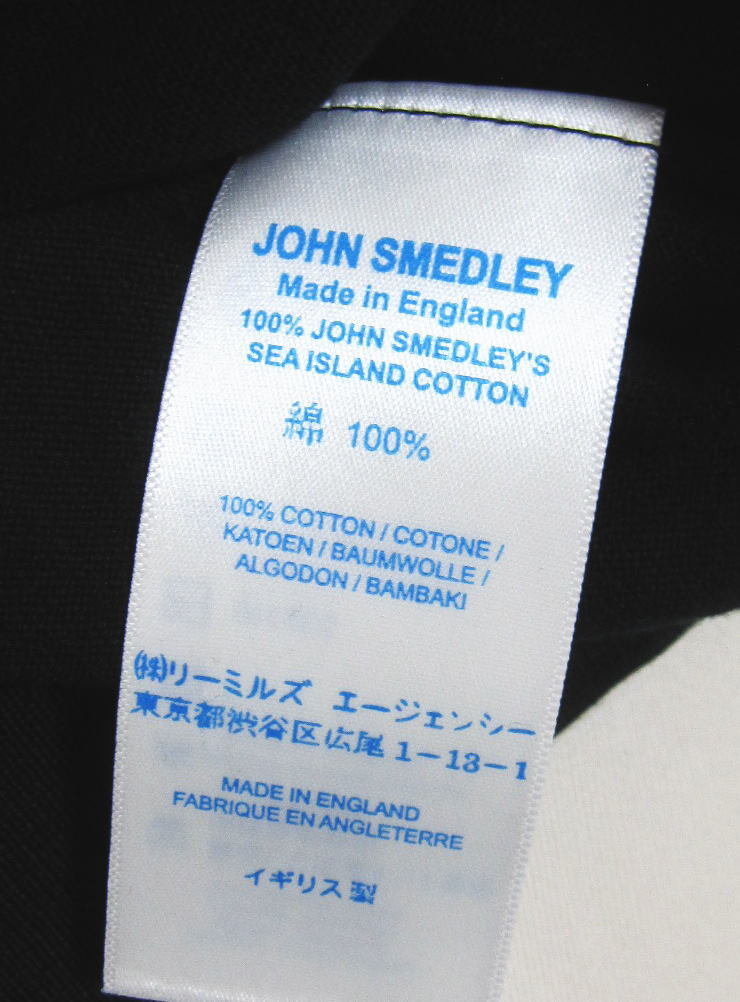 JOHN SMEDLEY
Made in England
100% JOHN SMEDLEY'S
SEA ISLAND COTTON
綿 100%
100% COTTON / COTONE /
KATOEN / BAUMWOLLE /
ALGODON / BAMBAKI
㈱リーミルズ エージェンシー
東京都渋谷区広尾 1-13-1
MADE IN ENGLAND
FABRIQUE EN ANGLETERRE
イギリス 製